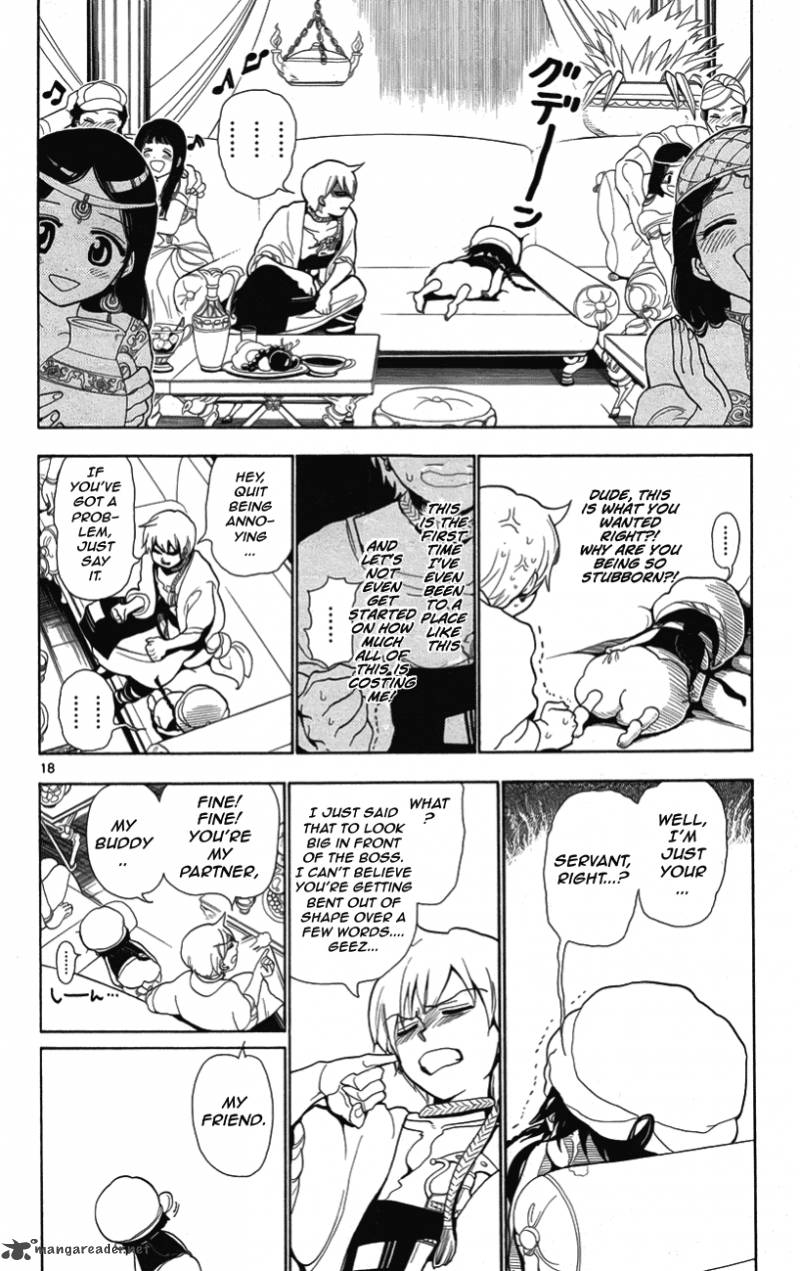 ……
グデーン
DUDE, THIS
IS WHAT YOU
WANTED
RIGHT?!
WHY ARE YOU
BEING SO
STUBBORN?!
……
THIS
IS THE
FIRST
TIME
I'VE
EVEN
BEEN
TO A
PLACE
LIKE
THIS
AND
LET'S
NOT
EVEN
GET
STARTED
ON HOW
MUCH
ALL OF
THIS IS
COSTING
ME!
……
HEY,
QUIT
BEING
ANNO-
YING
...
IF
YOU'VE
GOT A
PROB-
LEM,
JUST
SAY
IT.
……
18
WELL,
I'M
JUST
YOUR
...
SERVANT,
RIGHT...?
WHAT
?
I JUST SAID
THAT TO LOOK
BIG IN FRONT
OF THE BOSS.
I CAN'T BELIEVE
YOU'RE GETTING
BENT OUT OF
SHAPE OVER A
FEW WORDS....
GEEZ...
FINE!
FINE!
YOU'RE
MY
PARTNER,
MY
BUDDY
..
……
しーん…
MY
FRIEND.
mangareader.net